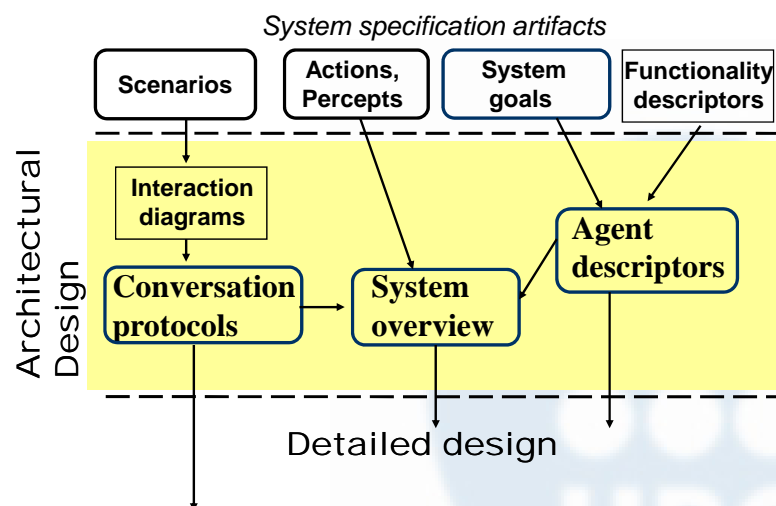 System specification artifacts
Scenarios
Actions,
Percepts
System
goals
Functionality
descriptors
Architectural
Design
Interaction
diagrams
Agent
descriptors
Conversation
protocols
System
overview
Detailed design